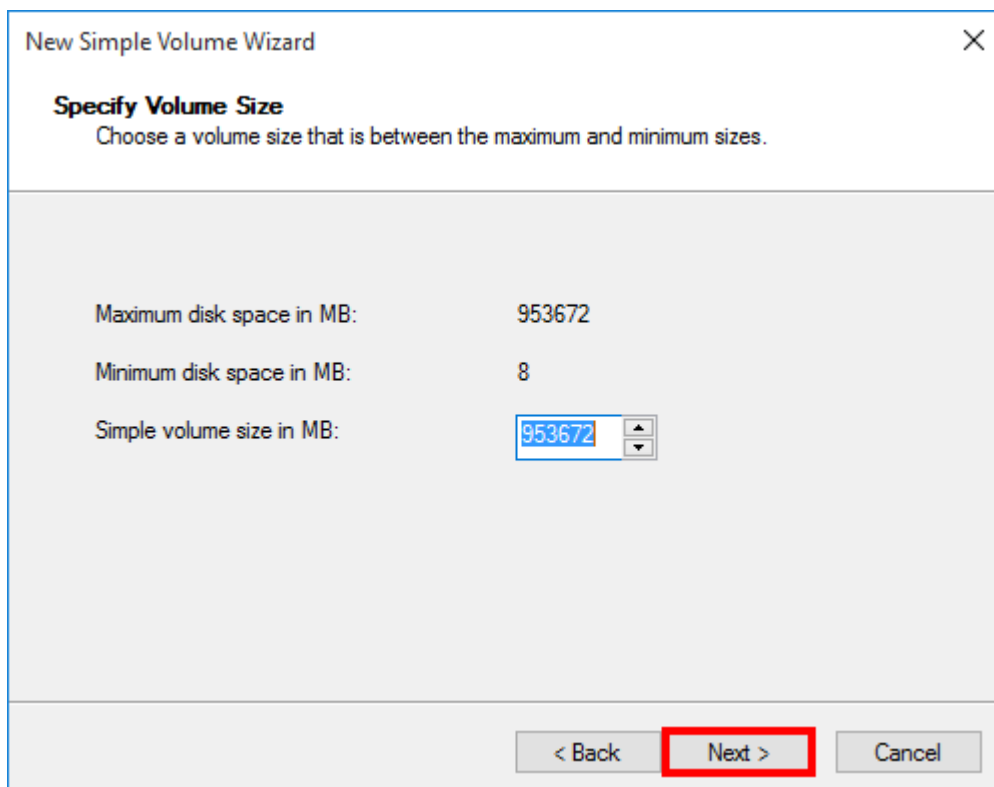 New Simple Volume Wizard
Specify Volume Size
Choose a volume size that is between the maximum and minimum sizes.
Maximum disk space in MB: 953672
Minimum disk space in MB: 8
Simple volume size in MB: 953672
< Back Next > Cancel